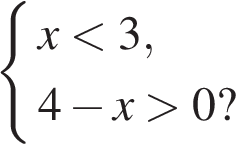 x < 3,
4 − x > 0?